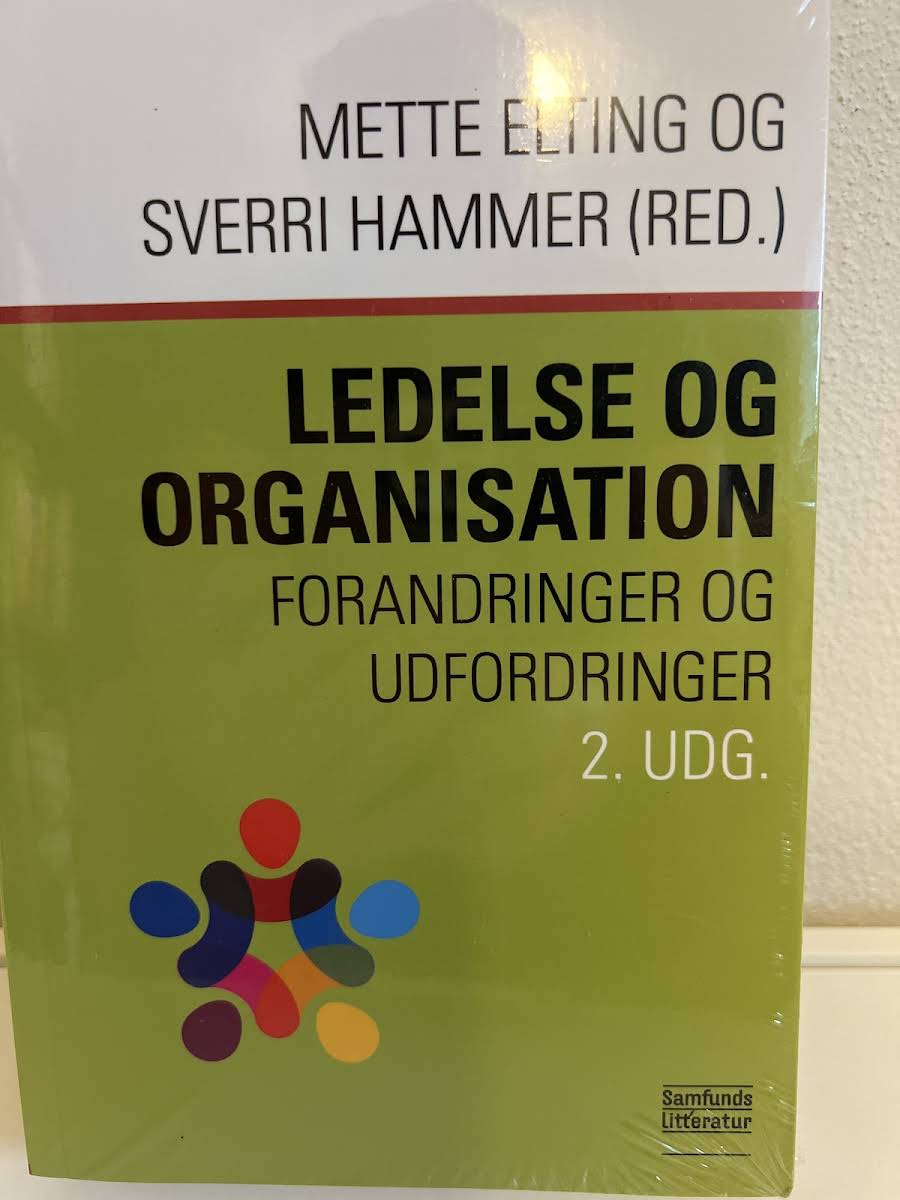 METTE ELTING OG
SVERRI HAMMER (RED.)
LEDELSE OG
ORGANISATION
FORANDRINGER OG
UDFORDRINGER
2. UDG.
Samfunds
litteratur